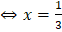 ⇔ x = 1/3